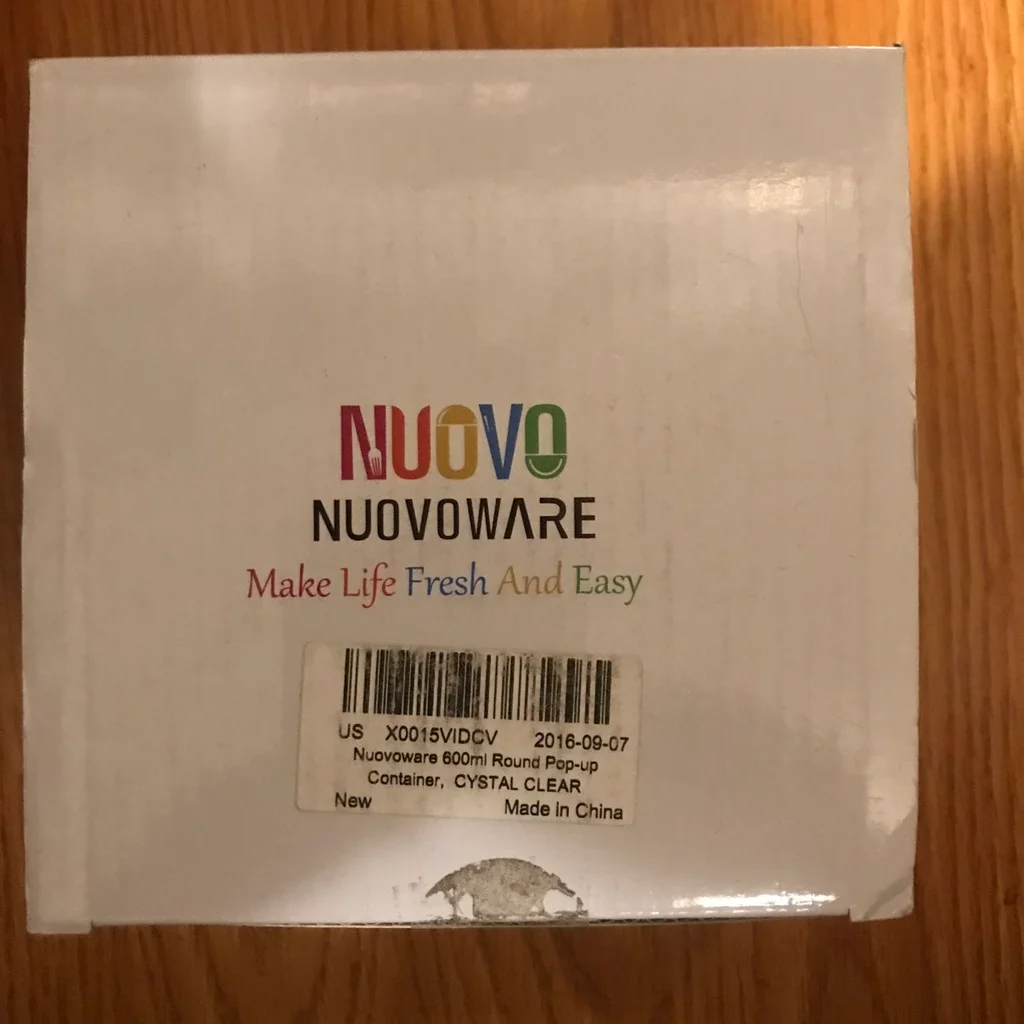 NUOVO
NUOVOWARE
Make Life Fresh And Easy
US X0015VIDCV 2016-09-07
Nuovoware 600ml Round Pop-up
Container, CYSTAL CLEAR
New Made in China